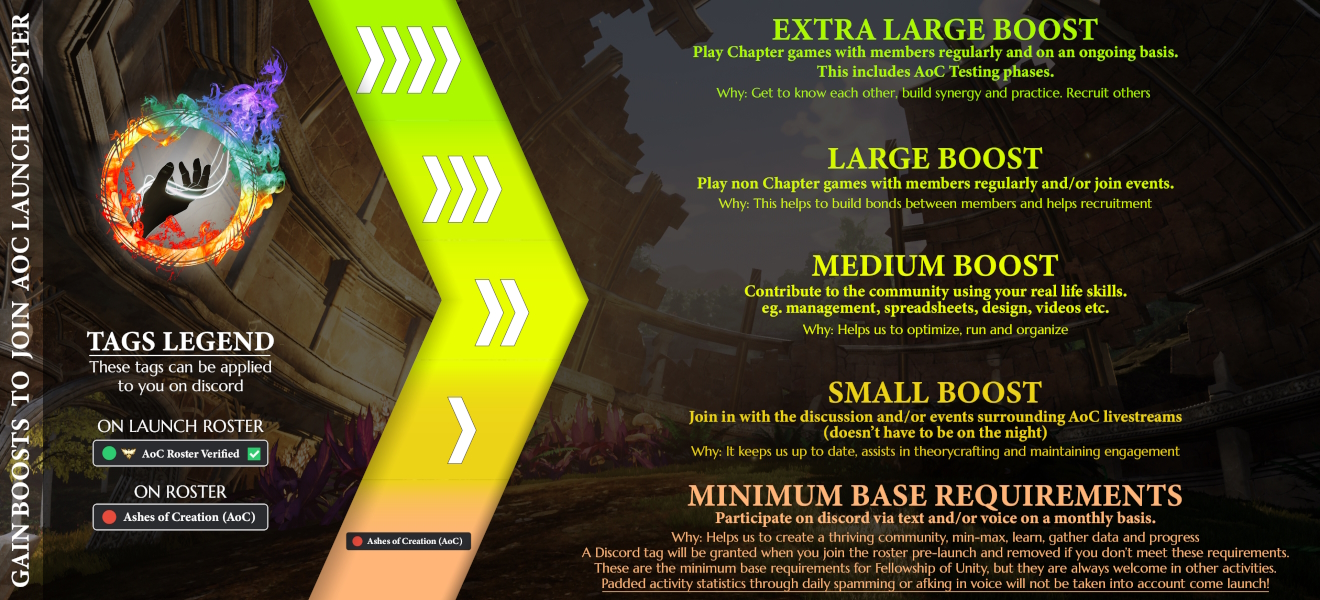 GAIN BOOSTS TO JOIN AOC LAUNCH ROSTER
TAGS LEGEND
These tags can be applied
to you on discord
ON LAUNCH ROSTER
AoC Roster Verified
ON ROSTER
Ashes of Creation (AoC)
Ashes of Creation (AoC)
EXTRA LARGE BOOST
Play Chapter games with members regularly and on an ongoing basis.
This includes AoC Testing phases.
Why: Get to know each other, build synergy and practice. Recruit others
LARGE BOOST
Play non Chapter games with members regularly and/or join events.
Why: This helps to build bonds between members and helps recruitment
MEDIUM BOOST
Contribute to the community using your real life skills.
eg. management, spreadsheets, design, videos etc.
Why: Helps us to optimize, run and organize
SMALL BOOST
Join in with the discussion and/or events surrounding AoC livestreams
(doesn't have to be on the night)
Why: It keeps us up to date, assists in theorycrafting and maintaining engagement
MINIMUM BASE REQUIREMENTS
Participate on discord via text and/or voice on a monthly basis.
Why: Helps us to create a thriving community, min-max, learn, gather data and progress
A Discord tag will be granted when you join the roster pre-launch and removed if you don't meet these requirements.
These are the minimum base requirements for Fellowship of Unity, but they are always welcome in other activities.
Padded activity statistics through daily spamming or afking in voice will not be taken into account come launch!